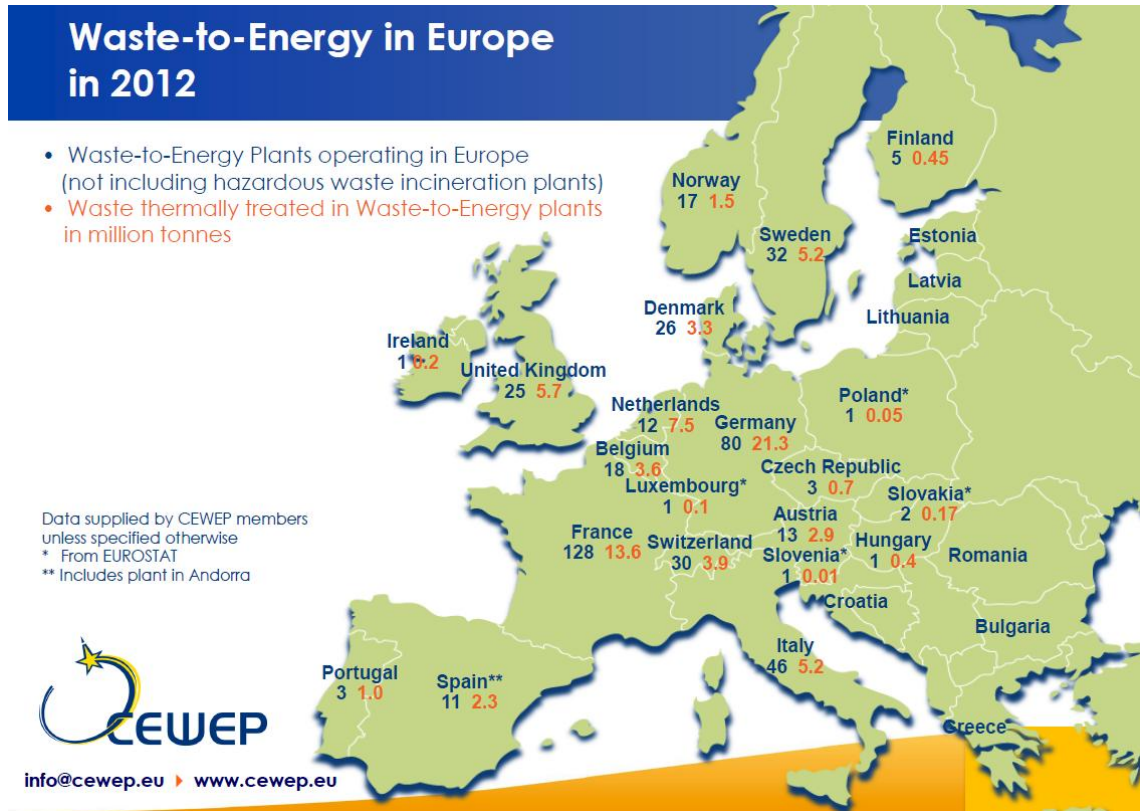 Waste-to-Energy in Europe
in 2012
• Waste-to-Energy Plants operating in Europe
(not including hazardous waste incineration plants)
• Waste thermally treated in Waste-to-Energy plants
in million tonnes
Finland
5 0.45
Norway
17 1.5
Sweden
32 5.2
Estonia
Latvia
Lithuania
Denmark
26 3.3
Ireland
1 0.2
United Kingdom
25 5.7
Netherlands
12 7.5
Germany
80 21.3
Poland*
1 0.05
Belgium
18 3.6
Luxembourg*
1 0.1
Czech Republic
3 0.7
Slovakia*
2 0.17
Austria
13 2.9
France
128 13.6
Switzerland
30 3.9
Slovenia*
1 0.01
Hungary
1 0.4
Romania
Croatia
Bulgaria
Italy
46 5.2
Portugal
3 1.0
Spain**
11 2.3
Greece
Data supplied by CEWEP members
unless specified otherwise
* From EUROSTAT
** Includes plant in Andorra
CEWEP
info@cewep.eu www.cewep.eu